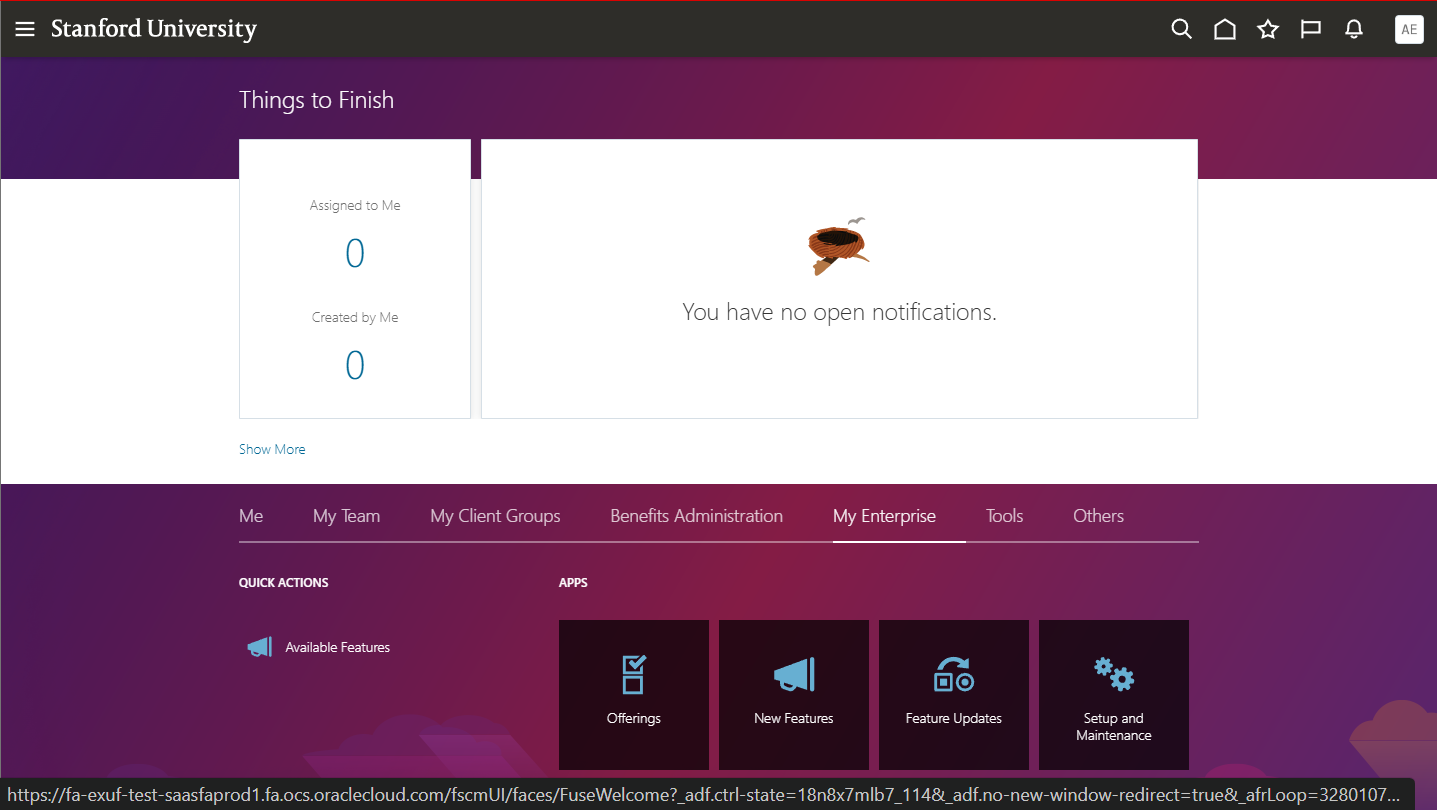 Stanford University
AE
Things to Finish
Assigned to Me
0
Created by Me
0
You have no open notifications.
Show More
Me
My Team
My Client Groups
Benefits Administration
My Enterprise
Tools
Others
QUICK ACTIONS
Available Features
APPS
Offerings
New Features
Feature Updates
Setup and
Maintenance
https://fa-exuf-test-saasfaprod1.fa.ocs.oraclecloud.com/fscmUI/faces/FuseWelcome?_adf.ctrl-state=18n8x7mlb7_114&_adf.no-new-window-redirect=true&_afrLoop=3280107...